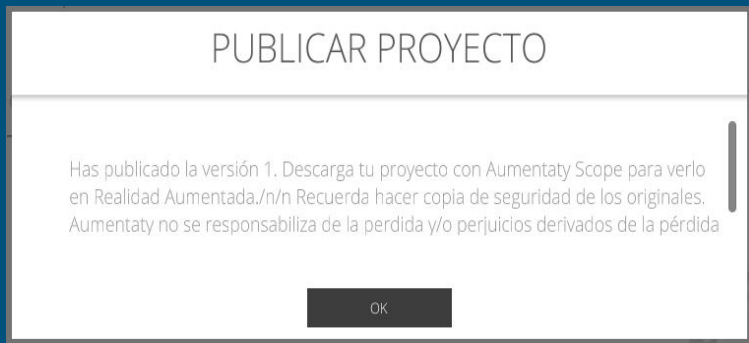 PUBLICAR PROYECTO
Has publicado la versión 1. Descarga tu proyecto con Aumentaty Scope para verlo
en Realidad Aumentada./n/n Recuerda hacer copia de seguridad de los originales.
Aumentaty no se responsabiliza de la perdida y/o perjuicios derivados de la pérdida
OK